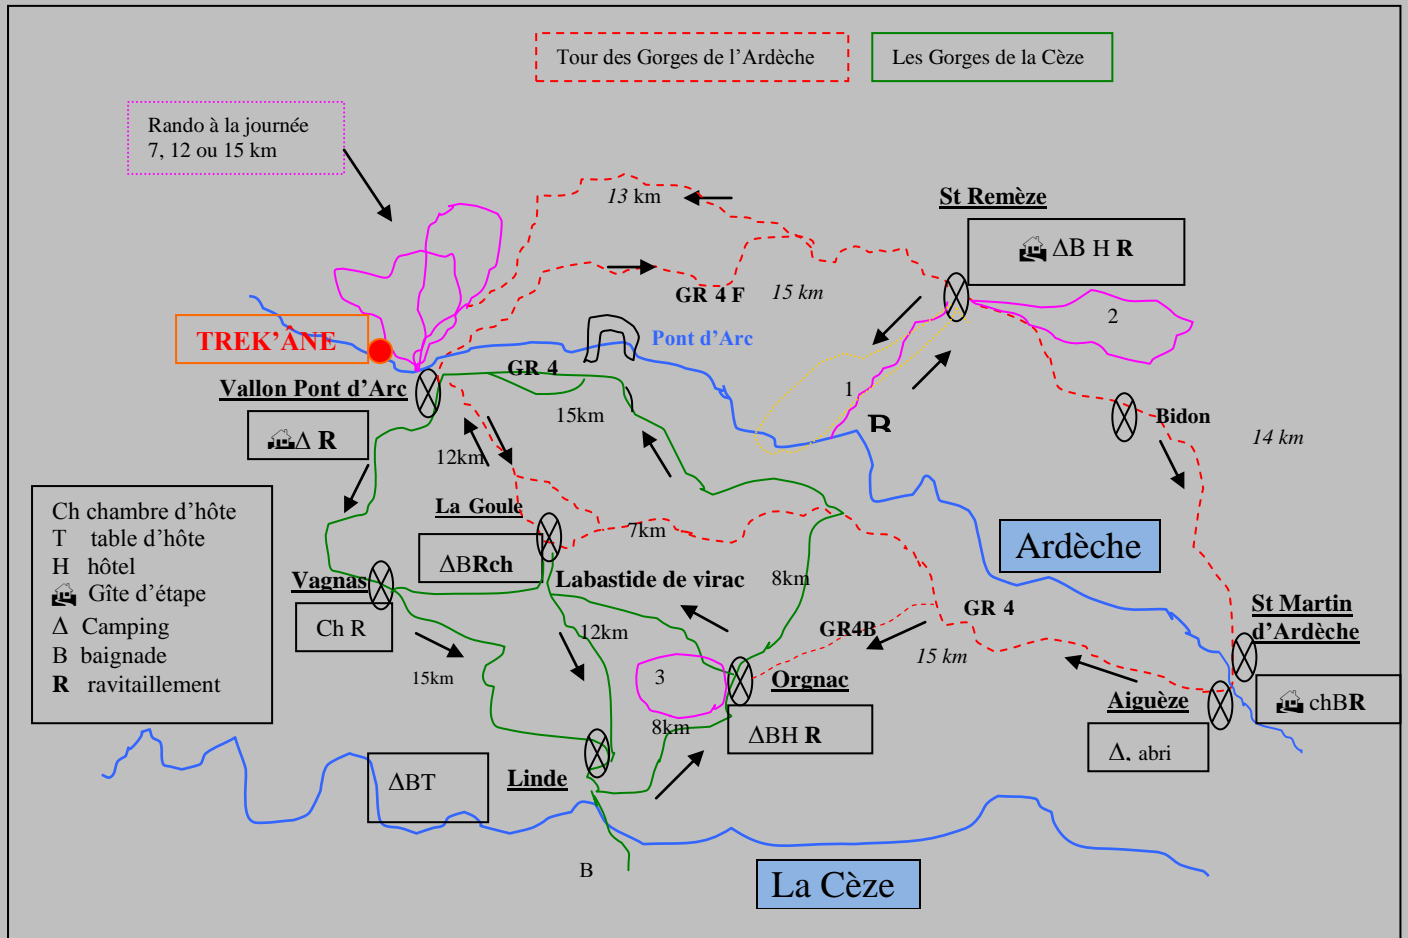 Tour des Gorges de l'Ardèche
Les Gorges de la Cèze
Rando à la journée
7, 12 ou 15 km
13 km
St Remèze
ΔB H R
GR 4 F
15 km
2
TREK'ÂNE
Pont d'Arc
GR 4
Vallon Pont d'Arc
1
B
Bidon
14 km
15km
Δ R
12km
La Goule
7km
Ardèche
ΔBRch
Labastide de virac
8km
Vagnas
Ch R
12km
GR4B
GR 4
15 km
St Martin
d'Ardèche
15km
3
Orgnac
Aiguèze
chBR
8km
ΔBH R
Δ. abri
Ch chambre d'hôte
T table d'hôte
H hôtel
Gîte d'étape
Δ Camping
B baignade
R ravitaillement
Linde
ΔBT
B
La Cèze